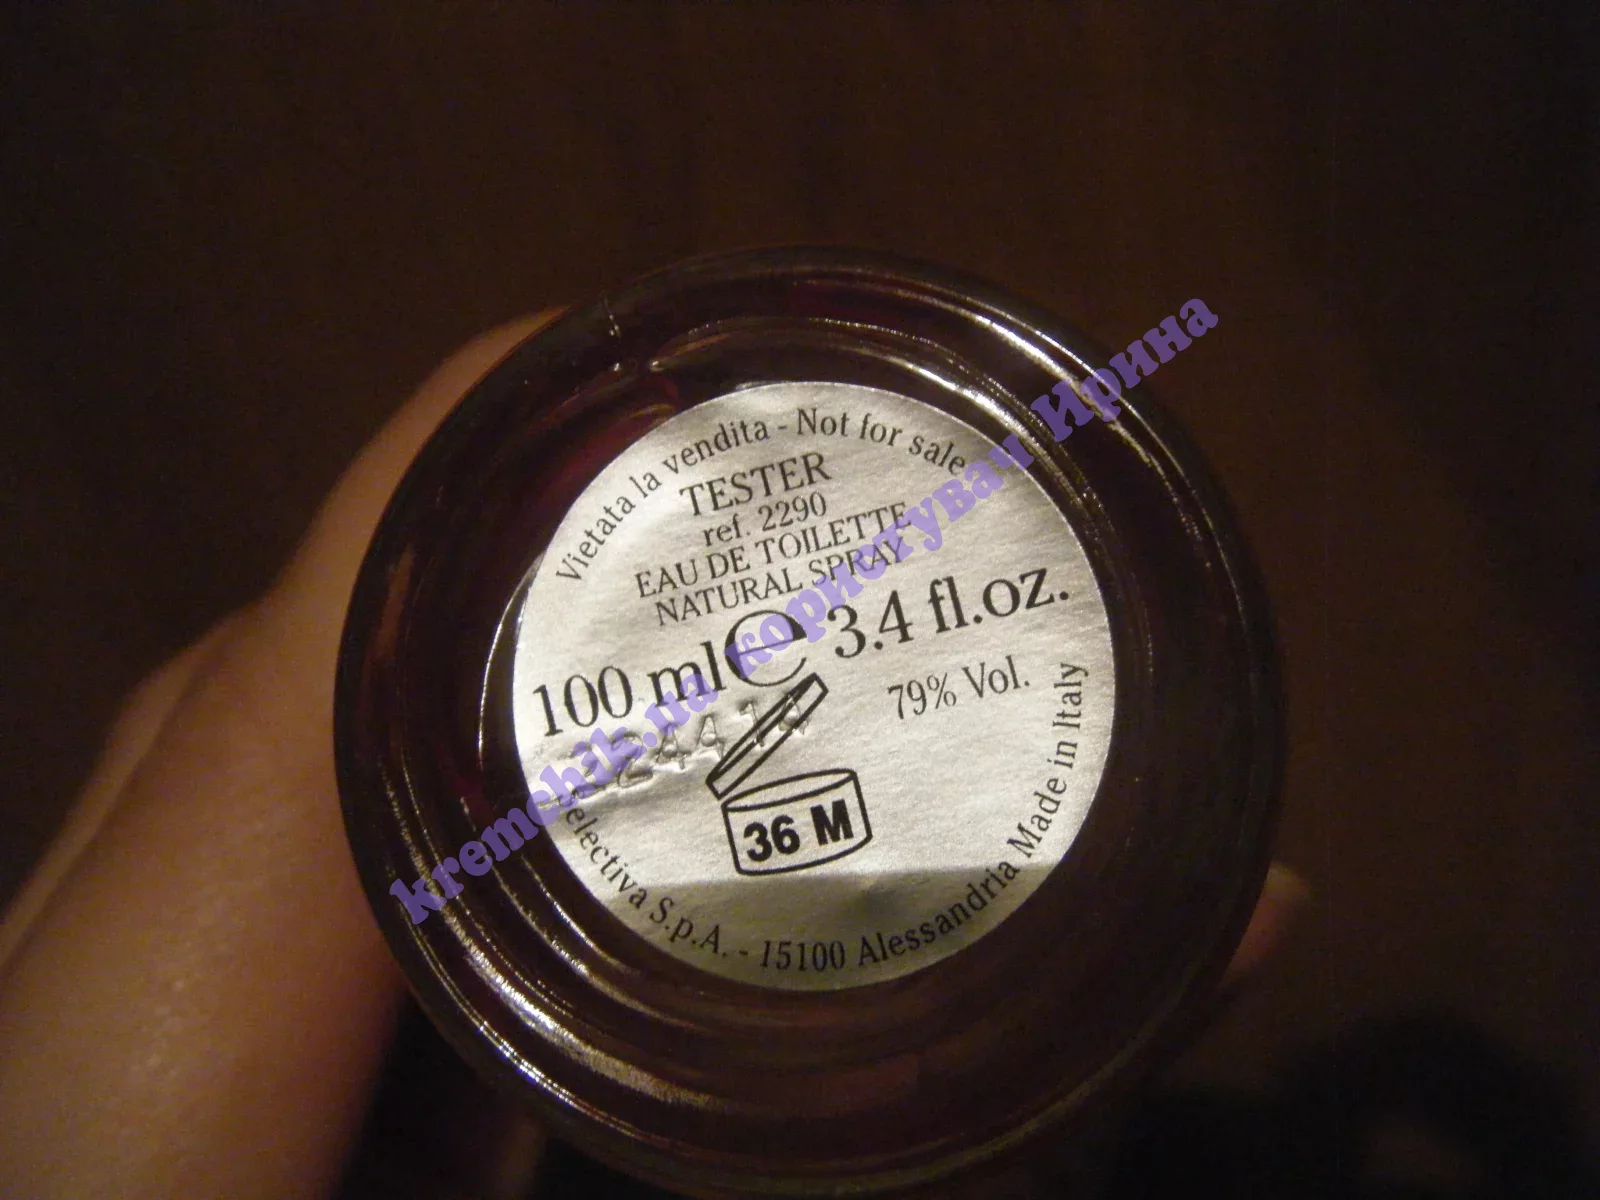 Vietata la vendita - Not for sale
TESTER
ref. 2290
EAU DE TOILETTE
NATURAL SPRAY
100 ml e 3.4 fl.oz.
79% Vol.
36 M
Selectiva S.p.A. - 15100 Alessandria Made in Italy
kremchik.ua користувач Ирина